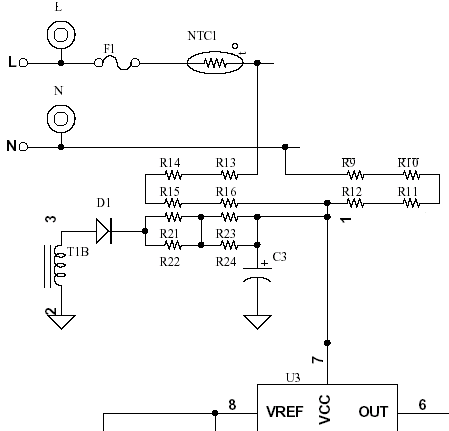 L
F1
NTC1
t
L
N
N
R14 R13 R9 R10
R15 R16 R12 R11
3 D1 1
R21 R23
T1B R22 R24 C3
2
7
U3
8 VREF VCC OUT 6